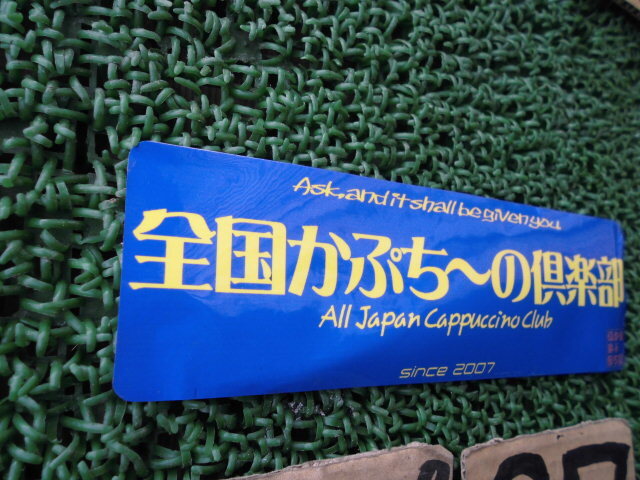 Ask, and it shall be given you.
全国かぷち〜の倶楽部
All Japan Cappuccino Club
since 2007